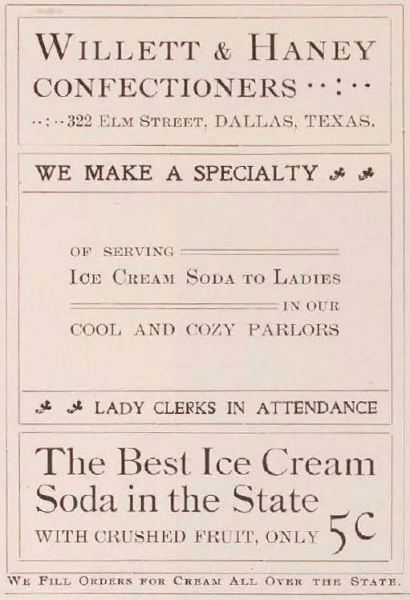 WILLETT & HANEY
CONFECTIONERS ··:··
··:··322 ELM STREET, DALLAS, TEXAS.
WE MAKE A SPECIALTY
OF SERVING
ICE CREAM SODA TO LADIES
IN OUR
COOL AND COZY PARLORS
LADY CLERKS IN ATTENDANCE
The Best Ice Cream
Soda in the State
WITH CRUSHED FRUIT, ONLY 5C
WE FILL ORDERS FOR CREAM ALL OVER THE STATE.